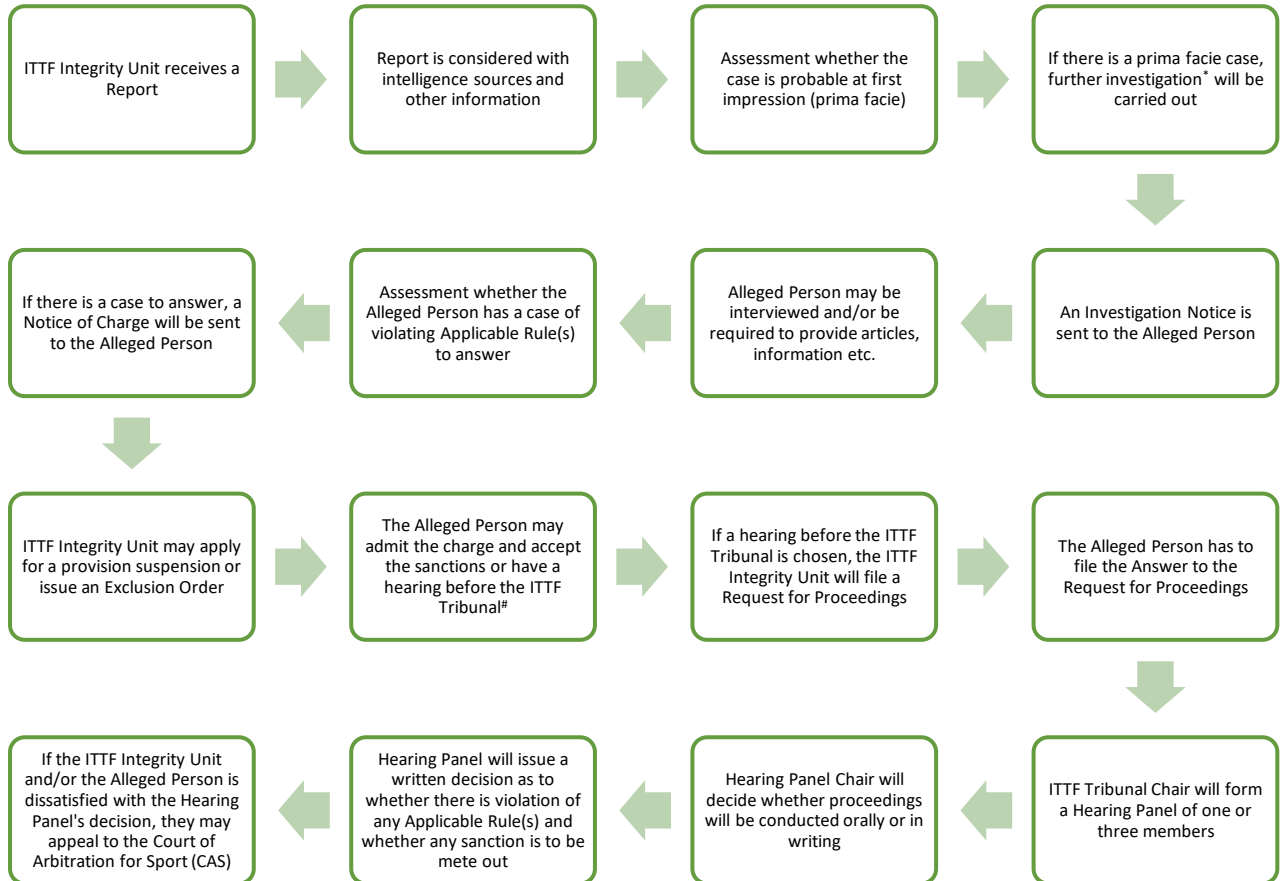 ITTF Integrity Unit receives a
Report
Report is considered with
intelligence sources and
other information
Assessment whether the
case is probable at first
impression (prima facie)
If there is a prima facie case,
further investigation* will be
carried out
An Investigation Notice is
sent to the Alleged Person
Alleged Person may be
interviewed and/or be
required to provide articles,
information etc.
Assessment whether the
Alleged Person has a case of
violating Applicable Rule(s)
to answer
If there is a case to answer, a
Notice of Charge will be sent
to the Alleged Person
ITTF Integrity Unit may apply
for a provision suspension or
issue an Exclusion Order
The Alleged Person may
admit the charge and accept
the sanctions or have a
hearing before the ITTF
Tribunal#
If a hearing before the ITTF
Tribunal is chosen, the ITTF
Integrity Unit will file a
Request for Proceedings
The Alleged Person has to
file the Answer to the
Request for Proceedings
ITTF Tribunal Chair will form
a Hearing Panel of one or
three members
Hearing Panel Chair will
decide whether proceedings
will be conducted orally or in
writing
Hearing Panel will issue a
written decision as to
whether there is violation of
any Applicable Rule(s) and
whether any sanction is to be
mete out
If the ITTF Integrity Unit
and/or the Alleged Person is
dissatisfied with the Hearing
Panel's decision, they may
appeal to the Court of
Arbitration for Sport (CAS)